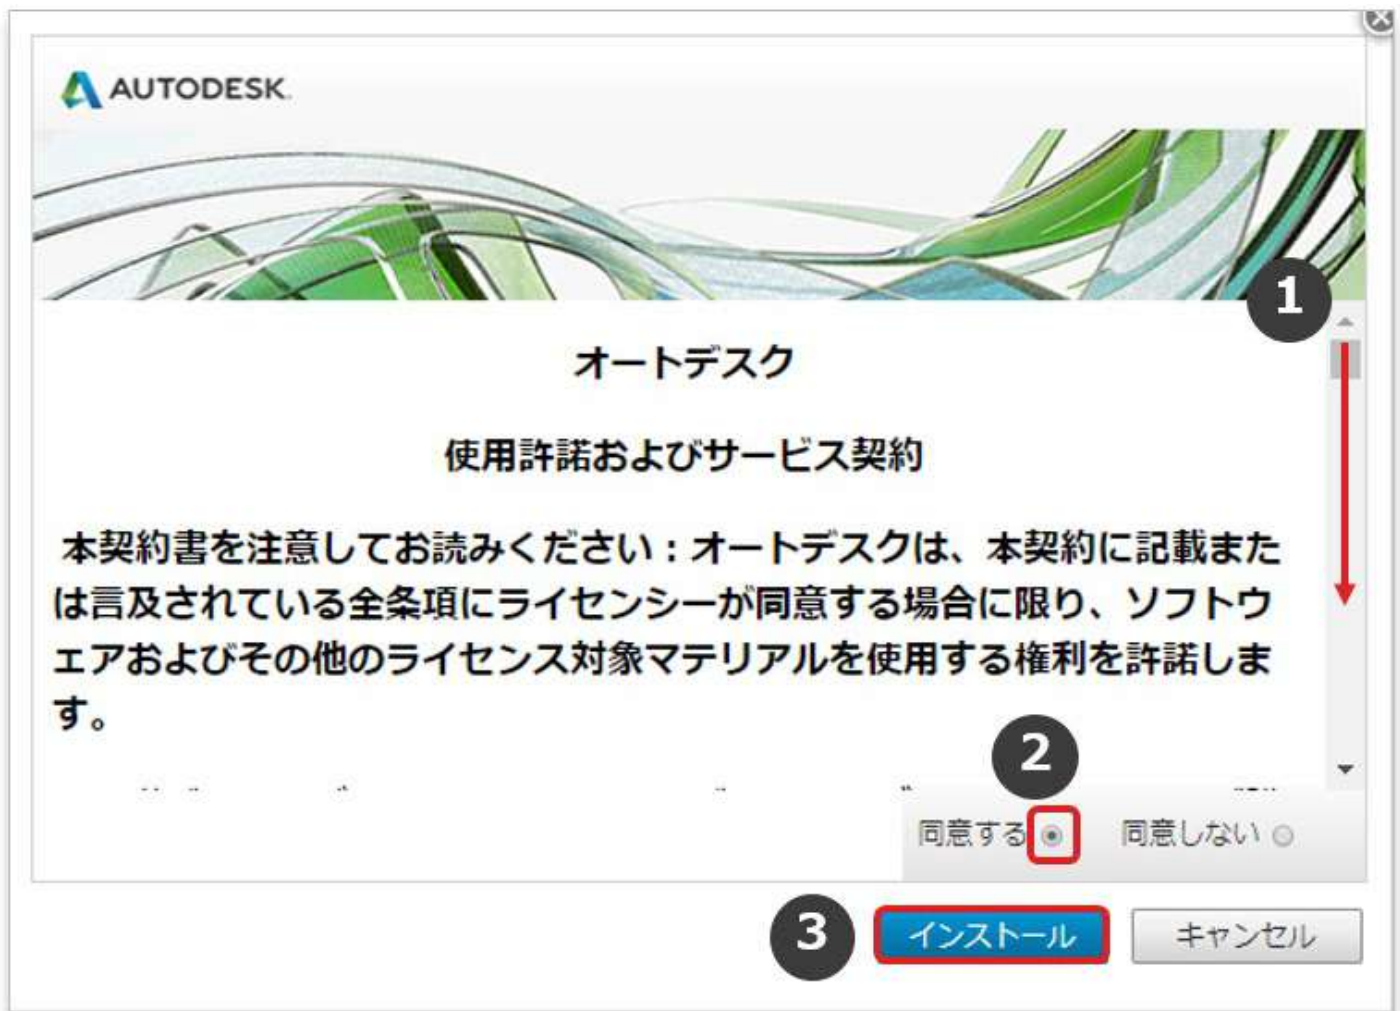 AUTODESK.
1
オートデスク
使用許諾およびサービス契約
本契約書を注意してお読みください：オートデスクは、本契約に記載また
は言及されている全条項にライセンシーが同意する場合に限り、ソフトウ
ェアおよびその他のライセンス対象マテリアルを使用する権利を許諾しま
す。
2
同意する 同意しない
3 インストール キャンセル